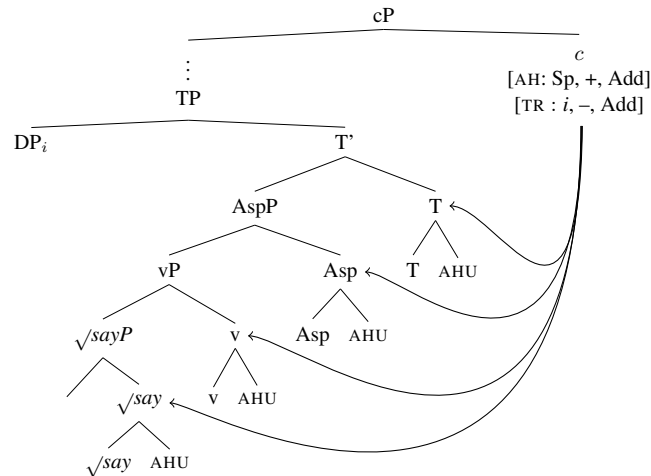 cP
c
[AH: Sp, +, Add]
⋮
[TR : i, –, Add]
TP
DPᵢ T’
AspP T
vP Asp T AHU
√sayP v Asp AHU
√say v AHU
√say AHU